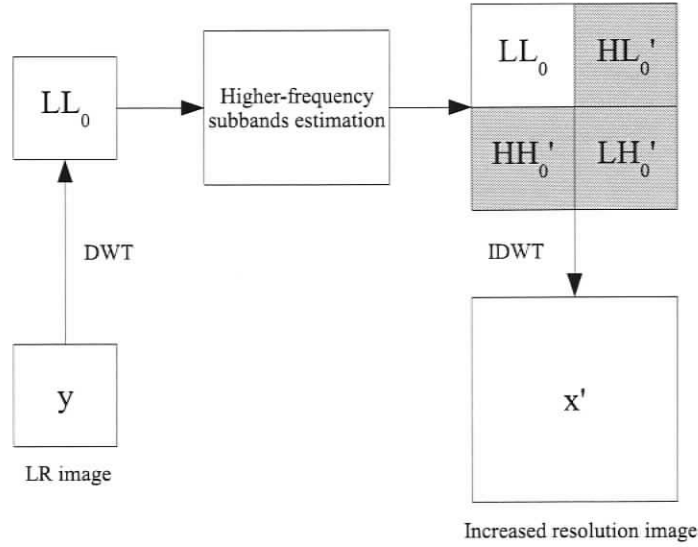 LL0
Higher-frequency
subbands estimation
LL0 HL0'
HH0' LH0'
DWT
IDWT
y
x'
LR image
Increased resolution image